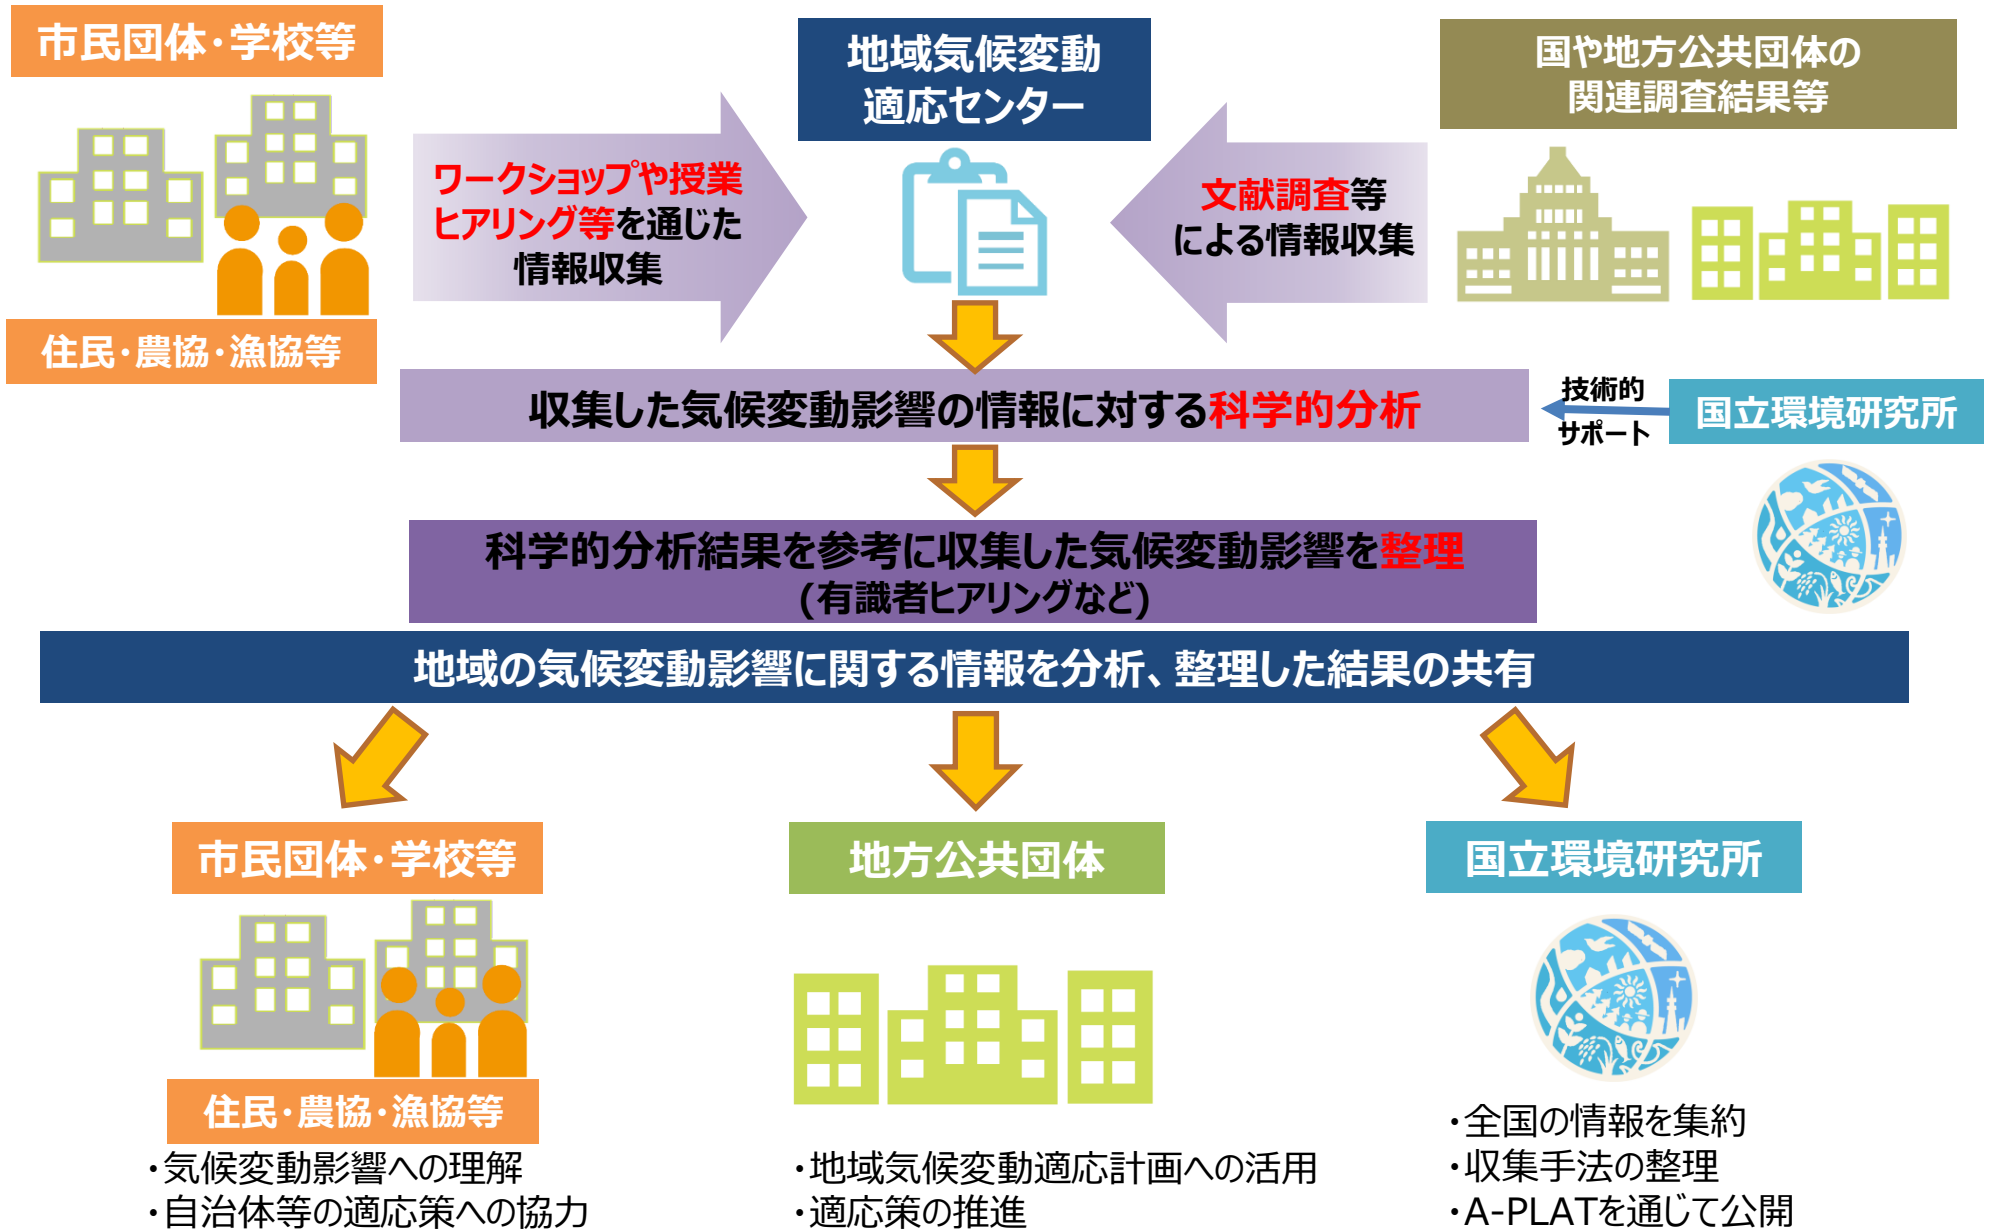 市民団体・学校等
住民・農協・漁協等
ワークショップや授業
ヒアリング等を通じた
情報収集
地域気候変動
適応センター
文献調査等
による情報収集
国や地方公共団体の
関連調査結果等
収集した気候変動影響の情報に対する科学的分析
技術的
サポート
国立環境研究所
科学的分析結果を参考に収集した気候変動影響を整理
(有識者ヒアリングなど)
地域の気候変動影響に関する情報を分析、整理した結果の共有
市民団体・学校等
住民・農協・漁協等
・気候変動影響への理解
・自治体等の適応策への協力
地方公共団体
・地域気候変動適応計画への活用
・適応策の推進
国立環境研究所
・全国の情報を集約
・収集手法の整理
・A-PLATを通じて公開